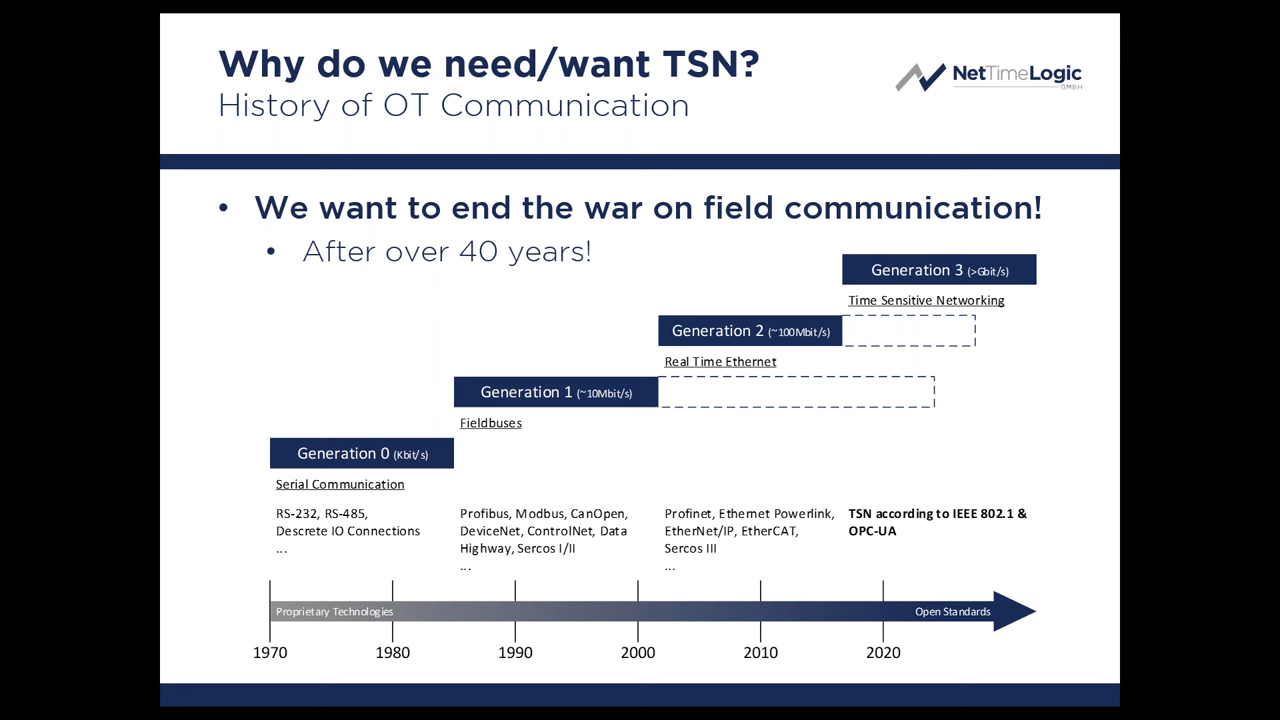 Why do we need/want TSN?
History of OT Communication
NetTimeLogic
GMBH
• We want to end the war on field communication!
• After over 40 years!
Generation 3 (>Gbit/s)
Time Sensitive Networking
Generation 2 (~100Mbit/s)
Real Time Ethernet
Generation 1 (~10Mbit/s)
Fieldbuses
Generation 0 (Kbit/s)
Serial Communication
RS-232, RS-485,
Descrete IO Connections
...
Profibus, Modbus, CanOpen,
DeviceNet, ControlNet, Data
Highway, Sercos I/II
...
Profinet, Ethernet Powerlink,
EtherNet/IP, EtherCAT,
Sercos III
...
TSN according to IEEE 802.1 &
OPC-UA
Proprietary Technologies
Open Standards
1970 1980 1990 2000 2010 2020